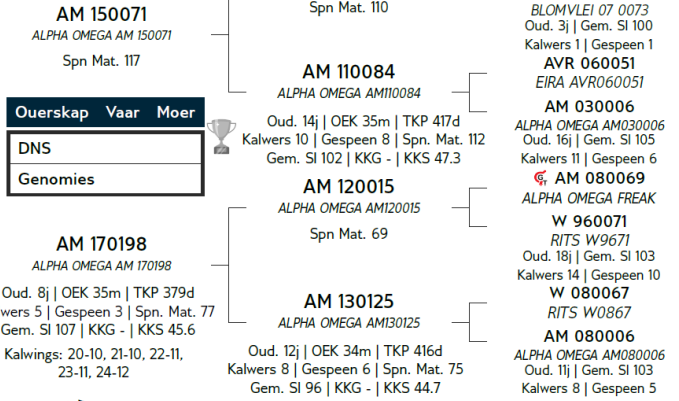 AM 150071
ALPHA OMEGA AM 150071
Spn Mat. 117
Ouerskap Vaar Moer
DNS
Genomies
AM 170198
ALPHA OMEGA AM 170198
Oud. 8j | OEK 35m | TKP 379d
wers 5 | Gespeen 3 | Spn. Mat. 77
Gem. SI 107 | KKG - | KKS 45.6
Kalwings: 20-10, 21-10, 22-11,
23-11, 24-12
Spn Mat. 110
AM 110084
ALPHA OMEGA AM110084
Oud. 14j | OEK 35m | TKP 417d
Kalwers 10 | Gespeen 8 | Spn. Mat. 112
Gem. SI 102 | KKG - | KKS 47.3
AM 120015
ALPHA OMEGA AM120015
Spn Mat. 69
AM 130125
ALPHA OMEGA AM130125
Oud. 12j | OEK 34m | TKP 416d
Kalwers 8 | Gespeen 6 | Spn. Mat. 75
Gem. SI 96 | KKG - | KKS 44.7
BLOMVLEI 07 0073
Oud. 3j | Gem. SI 100
Kalwers 1 | Gespeen 1
AVR 060051
EIRA AVR060051
AM 030006
ALPHA OMEGA AM030006
Oud. 16j | Gem. SI 105
Kalwers 11 | Gespeen 6
AM 080069
ALPHA OMEGA FREAK
W 960071
RITS W9671
Oud. 18j | Gem. SI 103
Kalwers 14 | Gespeen 10
W 080067
RITS W0867
AM 080006
ALPHA OMEGA AM080006
Oud. 11j | Gem. SI 103
Kalwers 8 | Gespeen 5